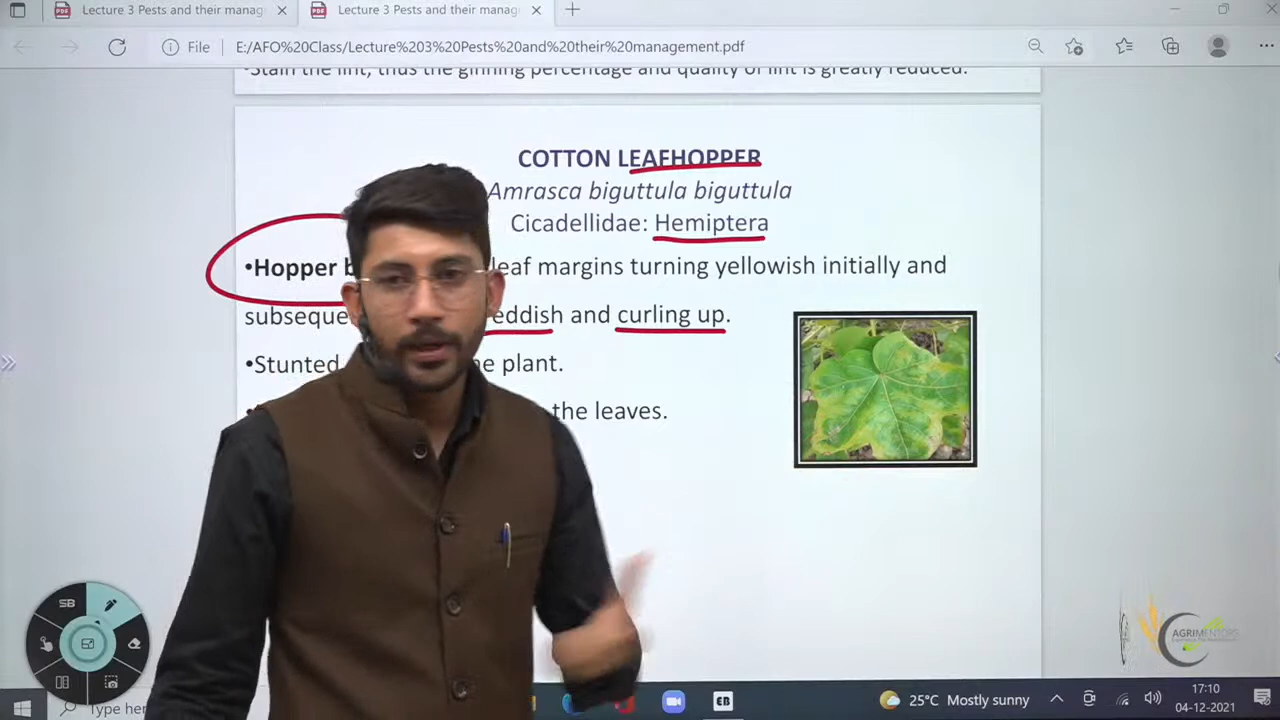 Lecture 3 Pests and their manag
Lecture 3 Pests and their manag
File
E:/AFO%20Class/Lecture%203%20Pests%20and%20their%20management.pdf
•Stain the lint, thus the ginning percentage and quality of lint is greatly reduced.
COTTON LEAFHOPPER
Amrasca biguttula biguttula
Cicadellidae: Hemiptera
•Hopper b leaf margins turning yellowish initially and
subseque eddish and curling up.
•Stunted e plant.
the leaves.
SB
AGRIMENTORS
Type her
EB
25°C Mostly sunny
17:10
04-12-2021